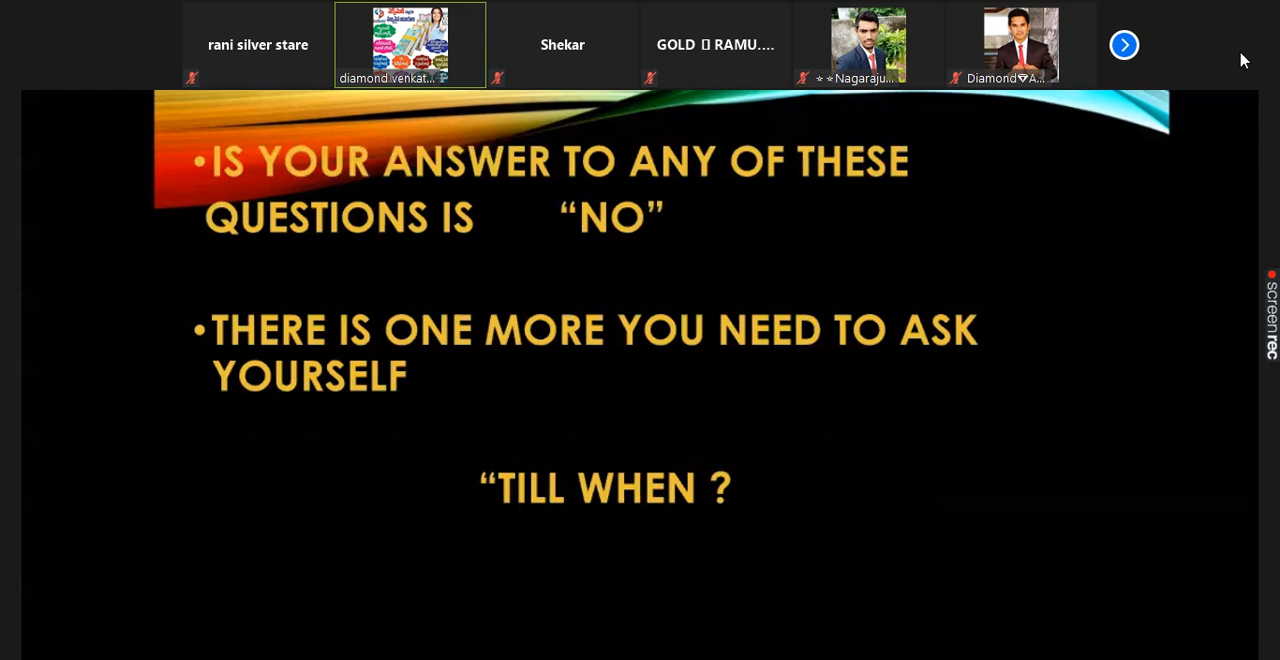 rani silver stare
diamond venkat...
Shekar
GOLD ▯ RAMU....
⭐⭐Nagaraju...
Diamond💎A...
•IS YOUR ANSWER TO ANY OF THESE
QUESTIONS IS “NO”
•THERE IS ONE MORE YOU NEED TO ASK
YOURSELF
“TILL WHEN ?
screenrec